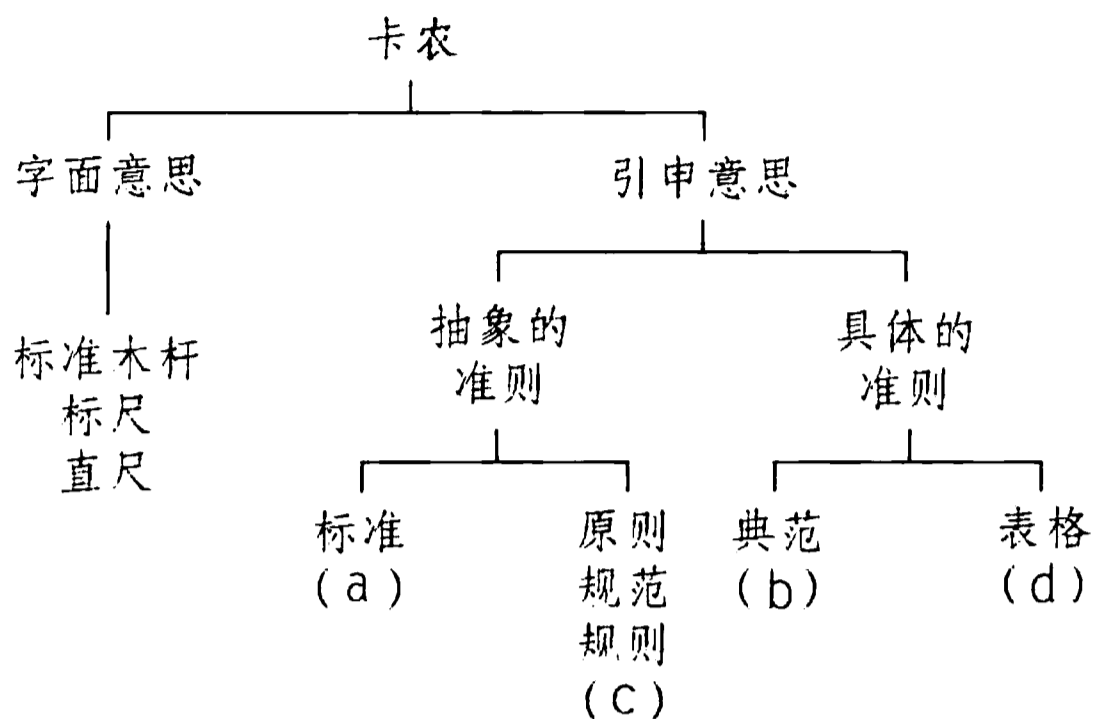 卡农
字面意思
引申意思
标准木杆
标尺
直尺
抽象的
准则
具体的
准则
标准
(a)
原则
规范
规则
(c)
典范
(b)
表格
(d)